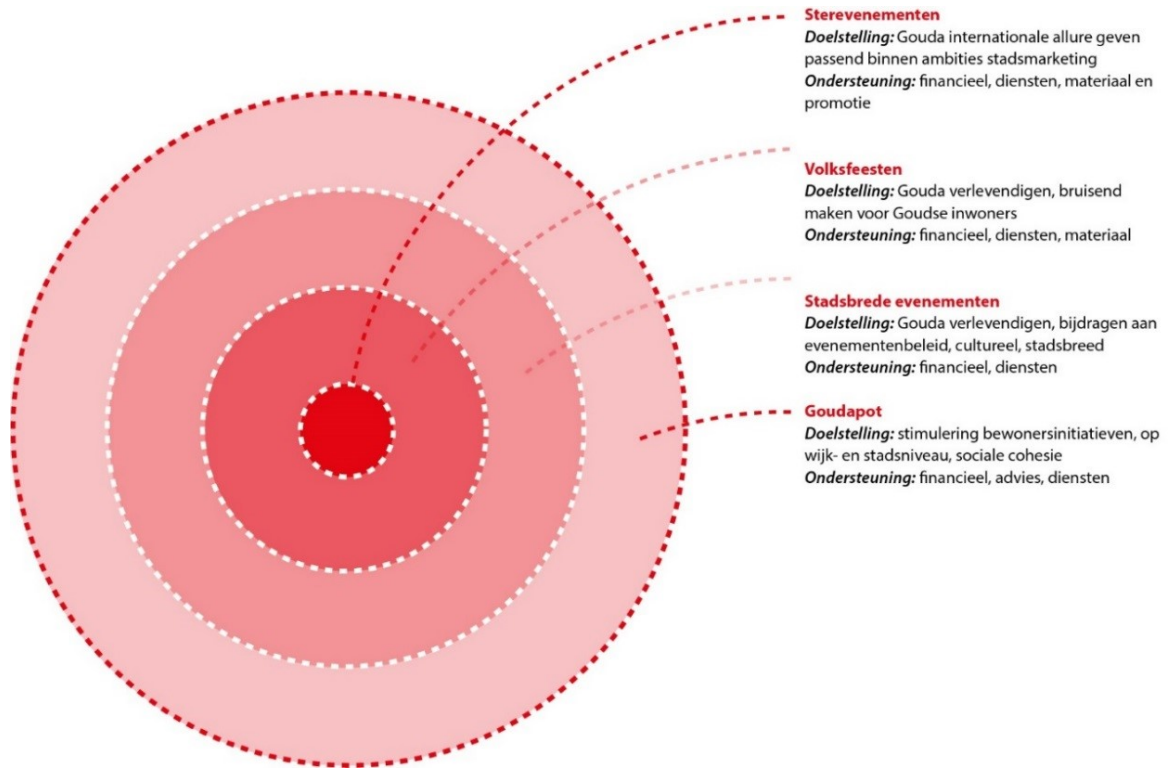 Sterevenementen
Doelstelling: Gouda internationale allure geven
passend binnen ambities stadsmarketing
Ondersteuning: financieel, diensten, materiaal en
promotie
Volksfeesten
Doelstelling: Gouda verlevendigen, bruisend
maken voor Goudse inwoners
Ondersteuning: financieel, diensten, materiaal
Stadsbrede evenementen
Doelstelling: Gouda verlevendigen, bijdragen aan
evenementenbeleid, cultureel, stadsbreed
Ondersteuning: financieel, diensten
Goudapot
Doelstelling: stimulering bewonersinitiatieven, op
wijk- en stadsniveau, sociale cohesie
Ondersteuning: financieel, advies, diensten